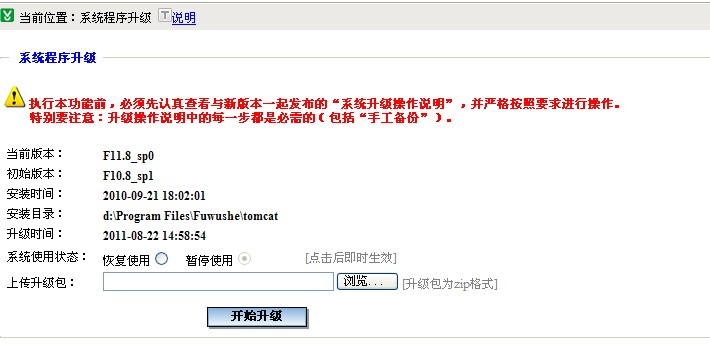 当前位置：系统程序升级 T说明
系统程序升级
执行本功能前，必须先认真查看与新版本一起发布的“系统升级操作说明”，并严格按照要求进行操作。
特别要注意：升级操作说明中的每一步都是必需的（包括“手工备份”）。
当前版本： F11.8_sp0
初始版本： F10.8_sp1
安装时间： 2010-09-21 18:02:01
安装目录： d:\Program Files\Fuwushe\tomcat
升级时间： 2011-08-22 14:58:54
系统使用状态： 恢复使用 暂停使用 [点击后即时生效]
上传升级包： 浏览... [升级包为zip格式]
开始升级